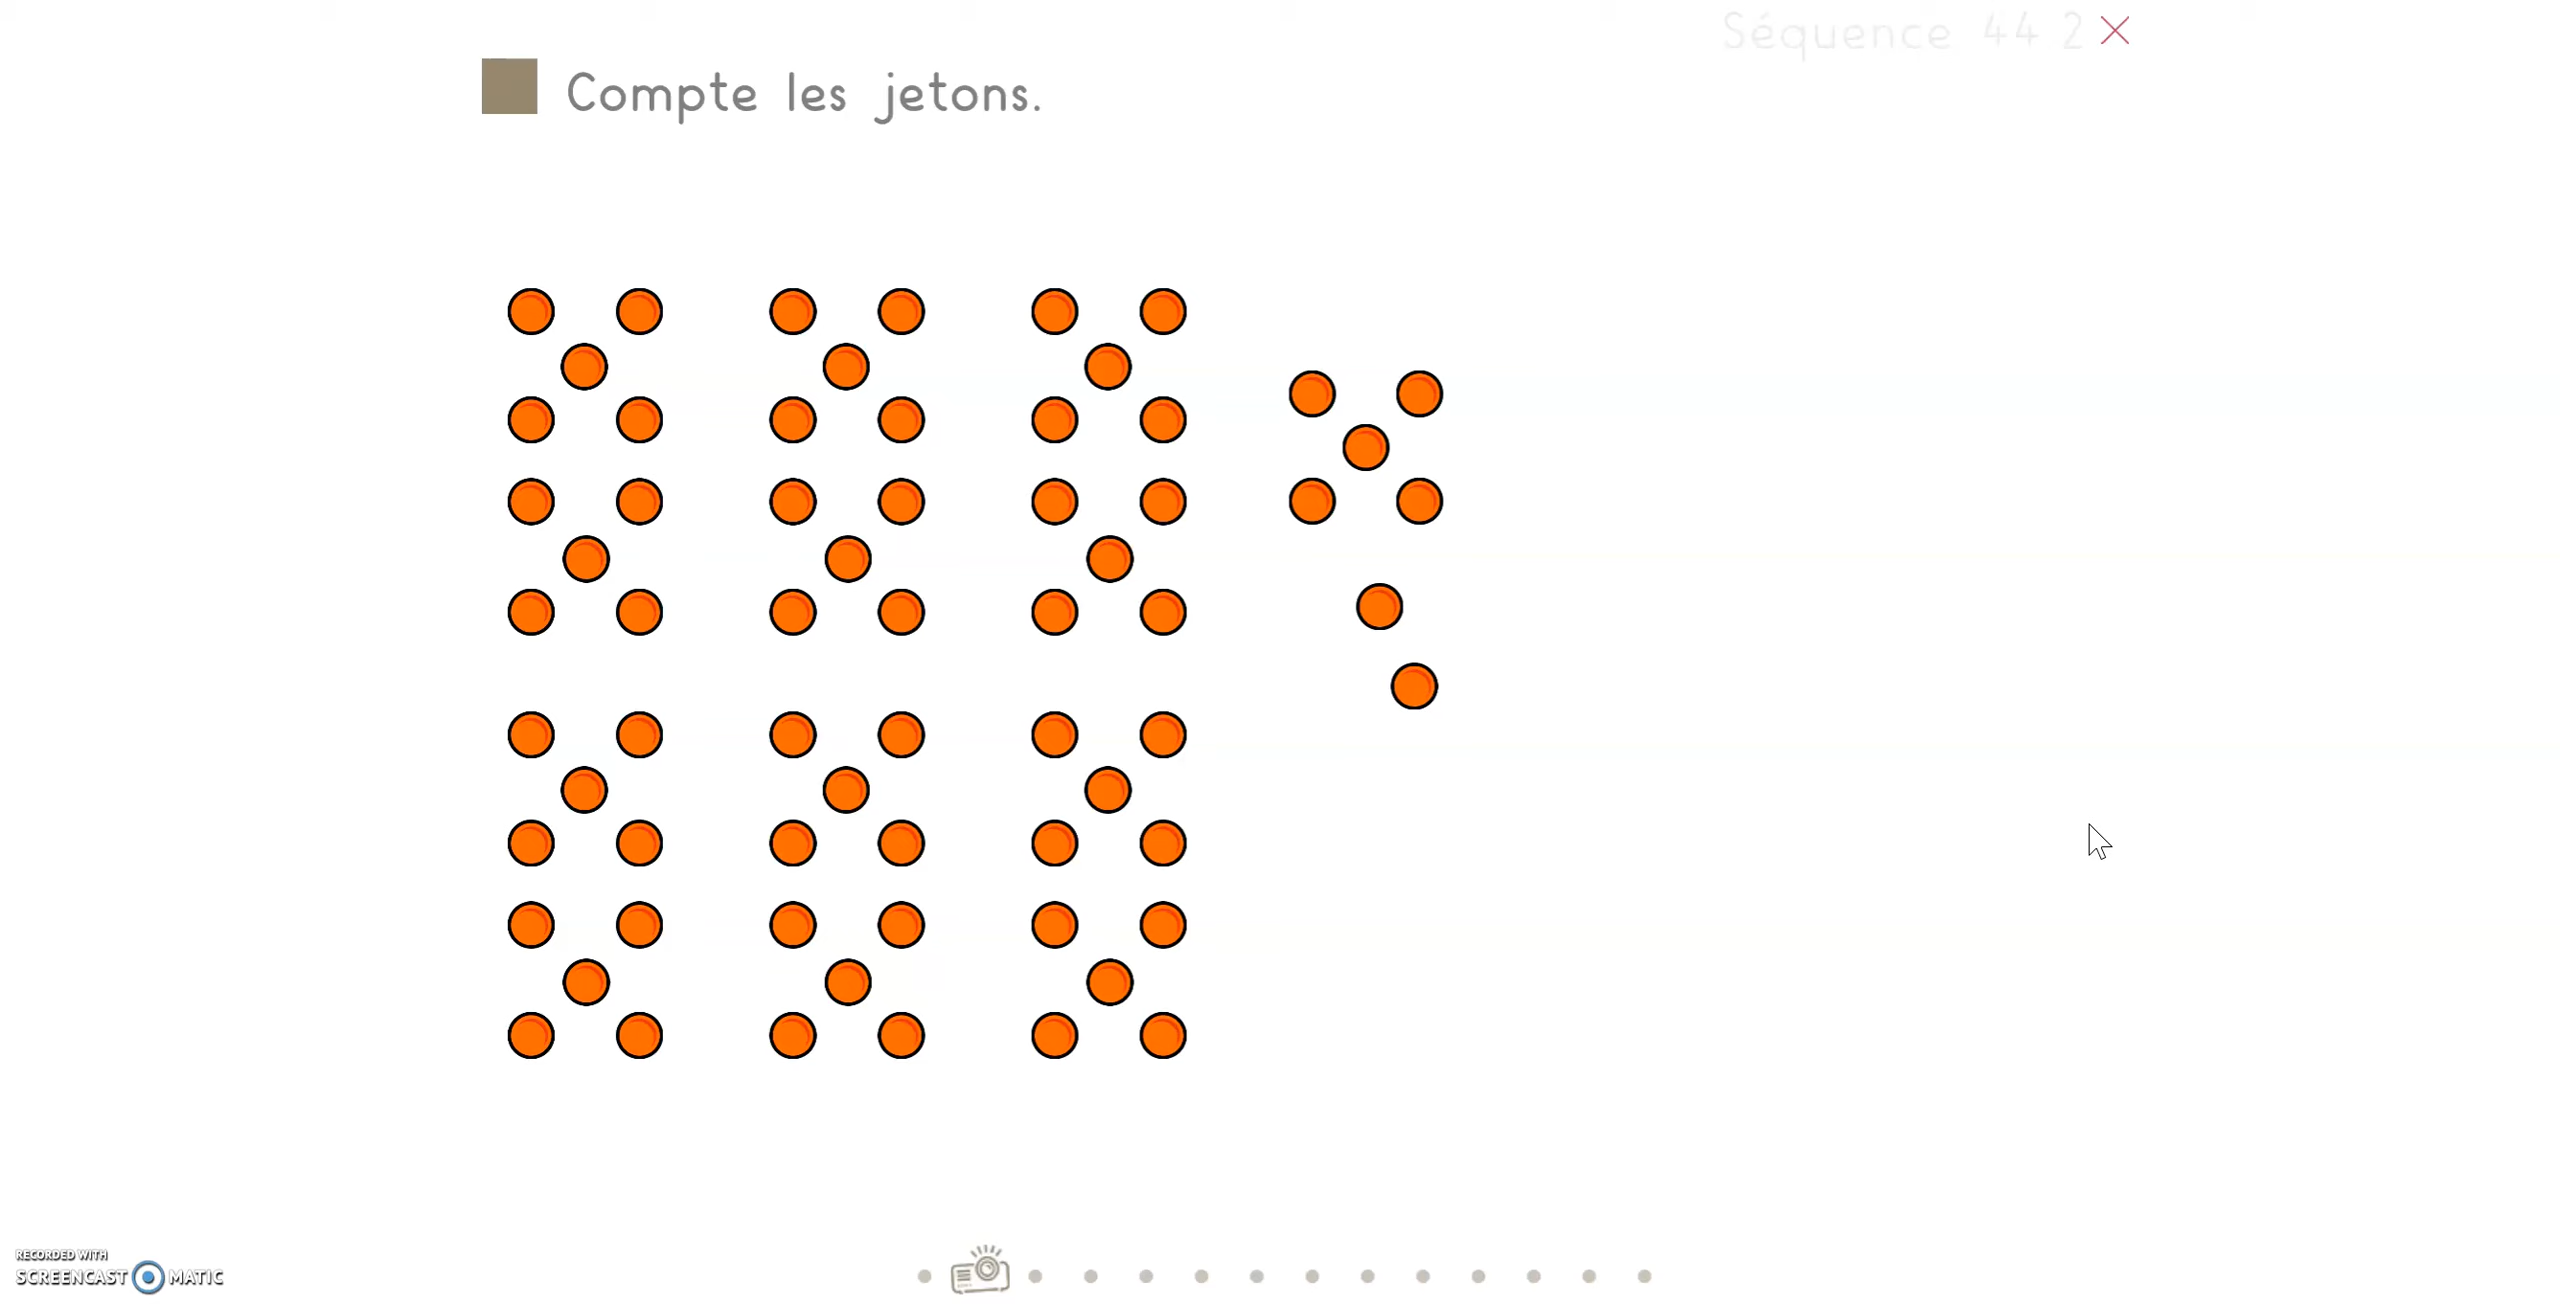 Séquence 44 2
Compte les jetons.
RECORDED WITH
SCREENCAST MATIC